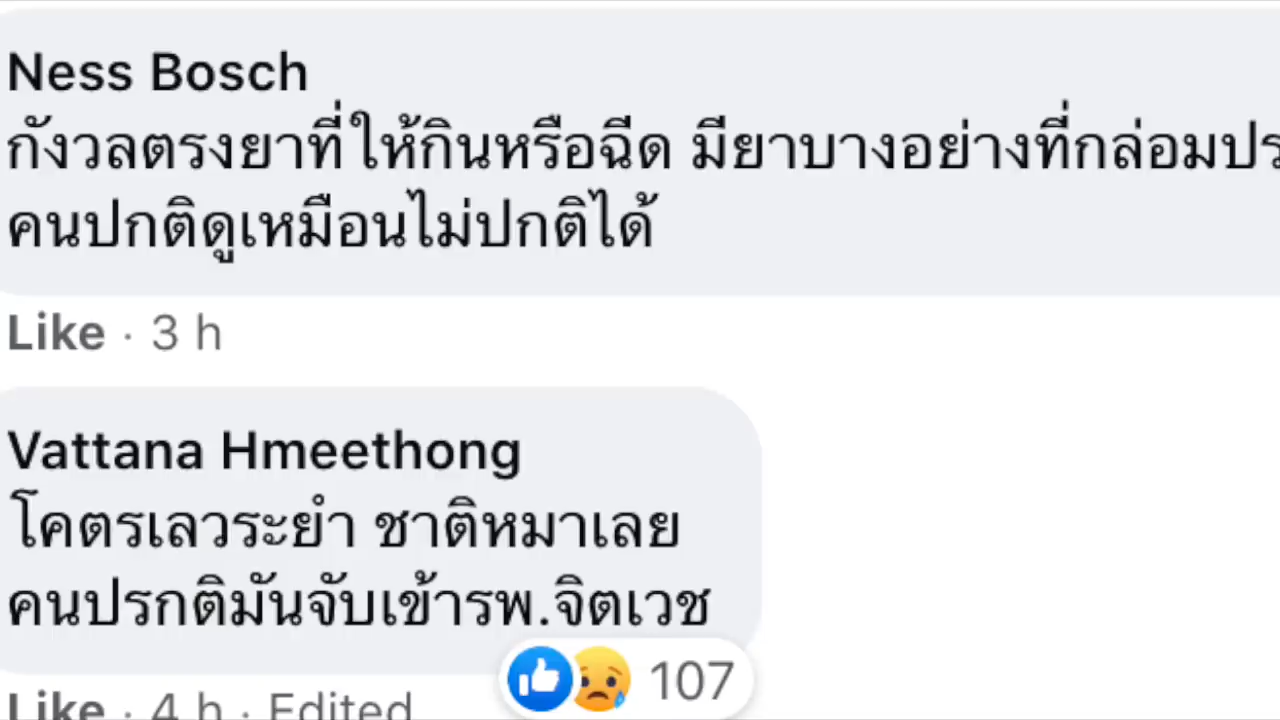 Ness Bosch
กังวลตรงยาที่ให้กินหรือฉีด มียาบางอย่างที่กล่อมปร
คนปกติดูเหมือนไม่ปกติได้
Like · 3 h
Vattana Hmeethong
โคตรเลวระยำ ชาติหมาเลย
คนปรกติมันจับเข้ารพ.จิตเวช
107
Like · 4 h · Edited